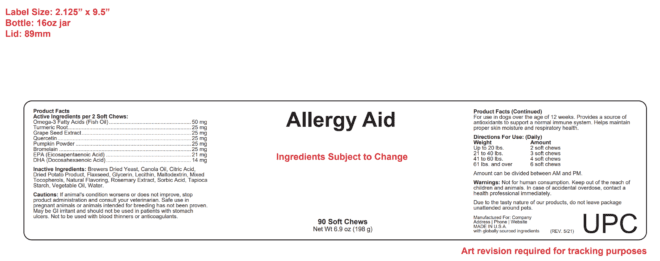 Label Size: 2.125" x 9.5"
Bottle: 16oz jar
Lid: 89mm
Product Facts
Active Ingredients per 2 Soft Chews:
Omega-3 Fatty Acids (Fish Oil) 50 mg
Turmeric Root 25 mg
Grape Seed Extract 25 mg
Quercetin 25 mg
Pumpkin Powder 25 mg
Bromelain 25 mg
EPA (Eicosapentaenoic Acid) 21 mg
DHA (Docosahexaenoic Acid) 14 mg
Inactive Ingredients: Brewers Dried Yeast, Canola Oil, Citric Acid,
Dried Potato Product, Flaxseed, Glycerin, Lecithin, Maltodextrin, Mixed
Tocopherols, Natural Flavoring, Rosemary Extract, Sorbic Acid, Tapioca
Starch, Vegetable Oil, Water.
Cautions: If animal's condition worsens or does not improve, stop
product administration and consult your veterinarian. Safe use in
pregnant animals or animals intended for breeding has not been proven.
May be GI irritant and should not be used in patients with stomach
ulcers. Not to be used with blood thinners or anticoagulants.
Allergy Aid
Ingredients Subject to Change
90 Soft Chews
Net Wt 6.9 oz (198 g)
Product Facts (Continued)
For use in dogs over the age of 12 weeks. Provides a source of
antioxidants to support a normal immune system. Helps maintain
proper skin moisture and respiratory health.
Directions For Use: (Daily)
Weight Amount
Up to 20 lbs. 2 soft chews
21 to 40 lbs. 3 soft chews
41 to 60 lbs. 4 soft chews
61 lbs. and over 6 soft chews
Amount can be divided between AM and PM.
Warnings: Not for human consumption. Keep out of the reach of
children and animals. In case of accidental overdose, contact a
health professional immediately.
Due to the tasty nature of our products, do not leave package
unattended around pets.
Manufactured For: Company
Address | Phone | Website
MADE IN U.S.A.
with globally sourced ingredients (REV. 5/21)
UPC
Art revision required for tracking purposes